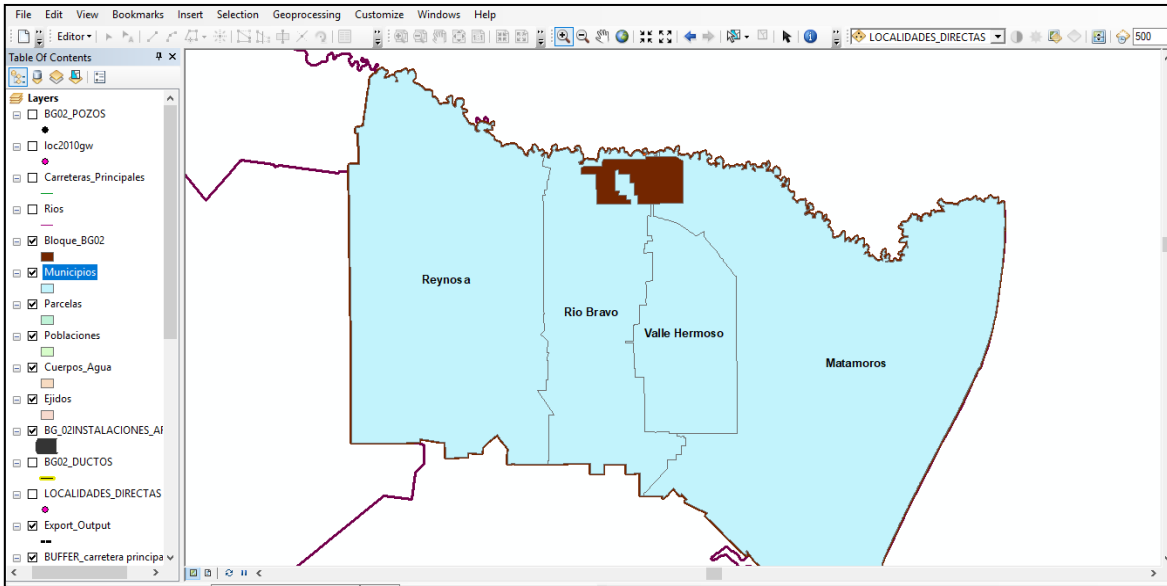 File Edit View Bookmarks Insert Selection Geoprocessing Customize Windows Help
Editor LOCALIDADES_DIRECTAS 500
Table Of Contents
Layers
BG02_POZOS
loc2010gw
Carreteras_Principales
Rios
Bloque_BG02
Municipios
Parcelas
Poblaciones
Cuerpos_Agua
Ejidos
BG_02INSTALACIONES_AF
BG02_DUCTOS
LOCALIDADES_DIRECTAS
Export_Output
BUFFER_carretera principa
Reynosa
Rio Bravo
Valle Hermoso
Matamoros